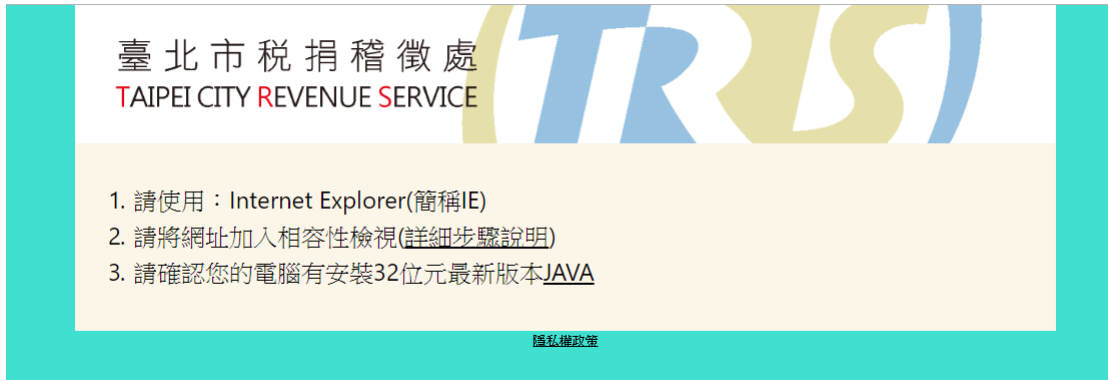 臺北市稅捐稽徵處
TAIPEI CITY REVENUE SERVICE
TRS
1. 請使用：Internet Explorer(簡稱IE)
2. 請將網址加入相容性檢視(詳細步驟說明)
3. 請確認您的電腦有安裝32位元最新版本JAVA
隱私權政策